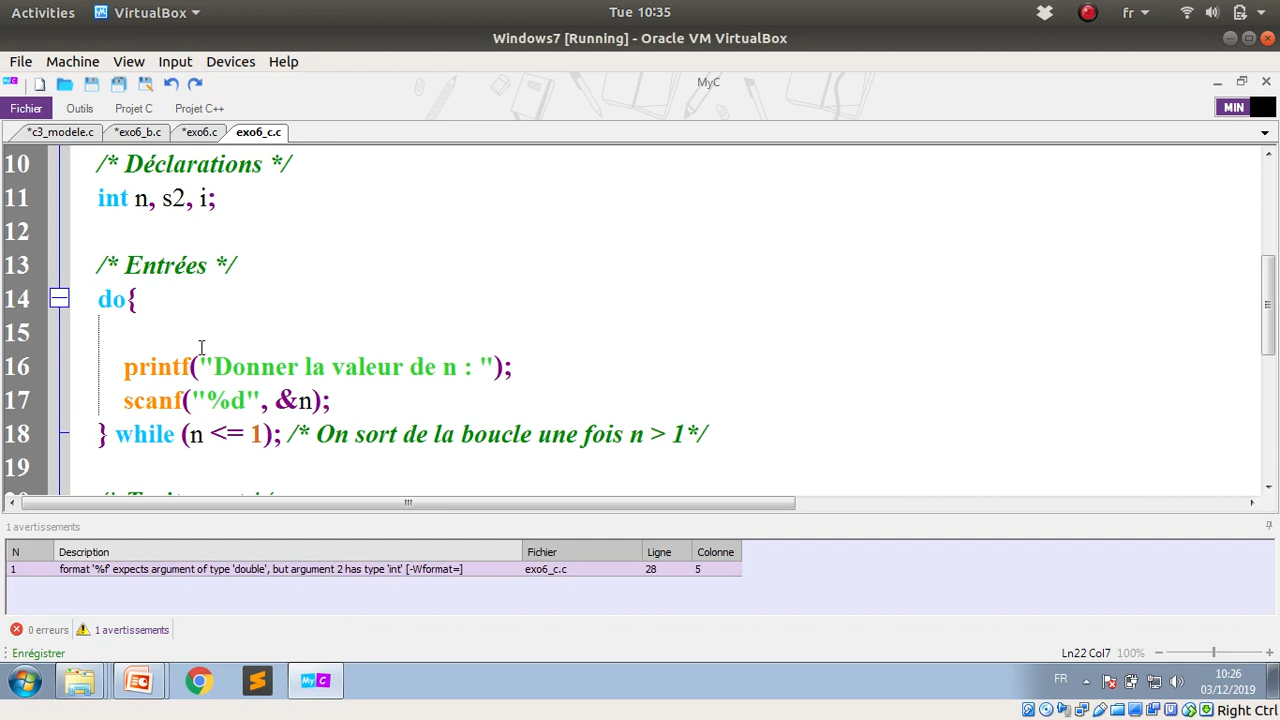 Activities VirtualBox Tue 10:35 fr
Windows7 [Running] - Oracle VM VirtualBox
File Machine View Input Devices Help
MyC
Fichier Outils Projet C Projet C++ MIN
*c3_modele.c *exo6_b.c *exo6.c exo6_c.c
10 /* Déclarations */
11 int n, s2, i;
12
13 /* Entrées */
14 do{
15
16 printf("Donner la valeur de n : ");
17 scanf("%d", &n);
18 } while (n <= 1); /* On sort de la boucle une fois n > 1*/
19
1 avertissements
N Description Fichier Ligne Colonne
1 format '%f' expects argument of type 'double', but argument 2 has type 'int' [-Wformat=] exo6_c.c 28 5
0 erreurs 1 avertissements
Enrégistrer Ln22 Col7 100%
MyC FR 10:26
03/12/2019
Right Ctrl